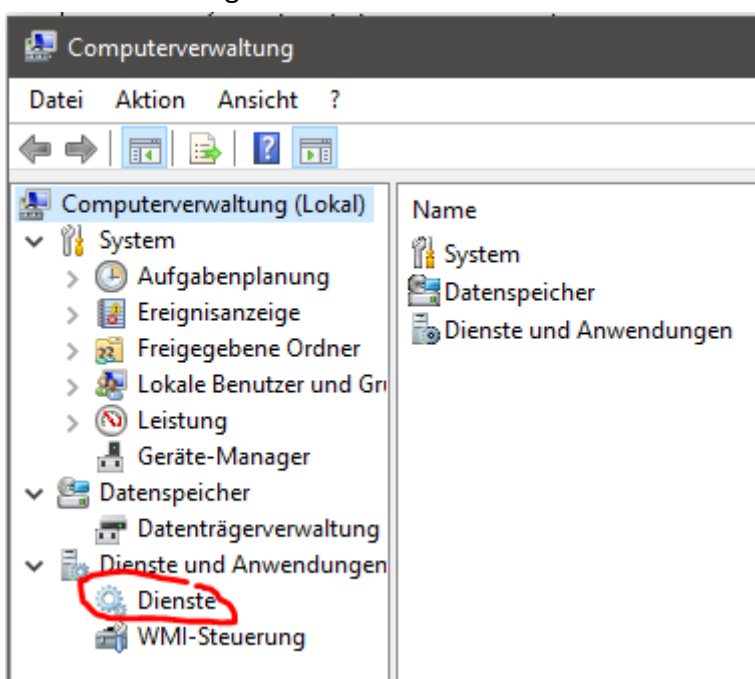 Computerverwaltung
Datei Aktion Ansicht ?
Computerverwaltung (Lokal)
System
Aufgabenplanung
Ereignisanzeige
Freigegebene Ordner
Lokale Benutzer und
Leistung
Geräte-Manager
Datenspeicher
Datenträgerverwaltung
Dienste und Anwendungen
Dienste
WMI-Steuerung
Name
System
Datenspeicher
Dienste und Anwendungen